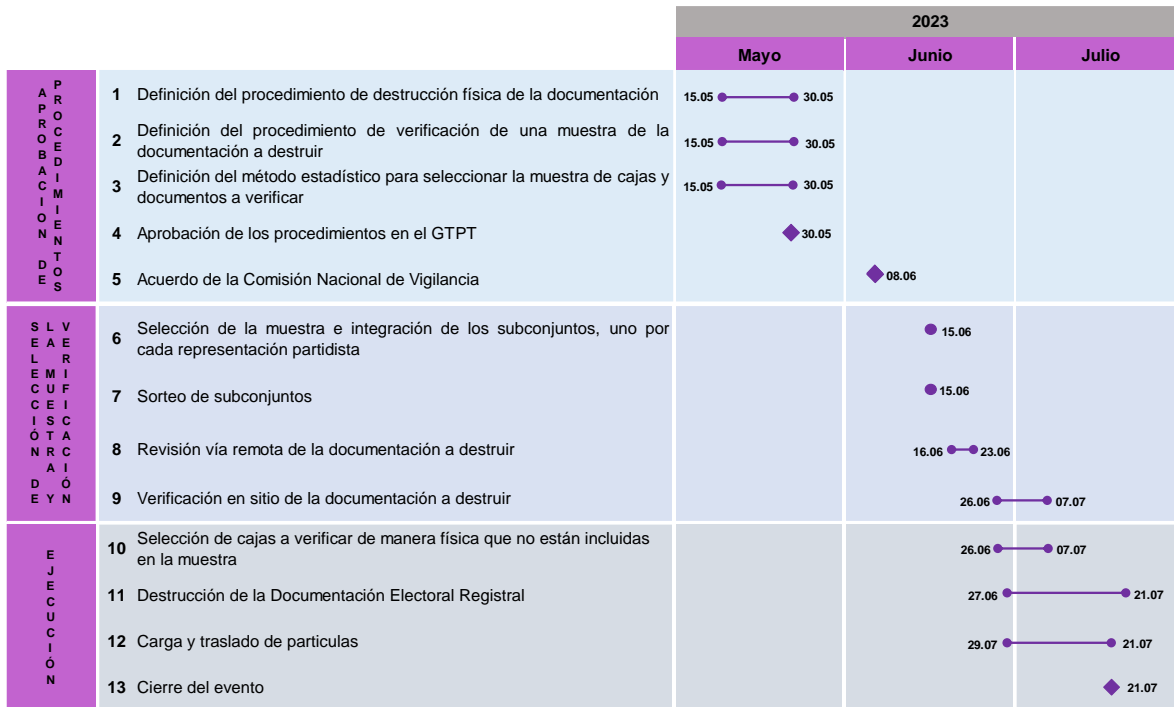 2023
Mayo Junio Julio
APROBACION DE PROCEDIMIENTOS
1 Definición del procedimiento de destrucción física de la documentación 15.05 30.05
2 Definición del procedimiento de verificación de una muestra de la
documentación a destruir 15.05 30.05
3 Definición del método estadístico para seleccionar la muestra de cajas y
documentos a verificar 15.05 30.05
4 Aprobación de los procedimientos en el GTPT 30.05
5 Acuerdo de la Comisión Nacional de Vigilancia 08.06
SELECCIÓN DE LA MUESTRA Y VERIFICACIÓN
6 Selección de la muestra e integración de los subconjuntos, uno por
cada representación partidista 15.06
7 Sorteo de subconjuntos 15.06
8 Revisión vía remota de la documentación a destruir 16.06 23.06
9 Verificación en sitio de la documentación a destruir 26.06 07.07
EJECUCIÓN
10 Selección de cajas a verificar de manera física que no están incluidas
en la muestra 26.06 07.07
11 Destrucción de la Documentación Electoral Registral 27.06 21.07
12 Carga y traslado de particulas 29.07 21.07
13 Cierre del evento 21.07